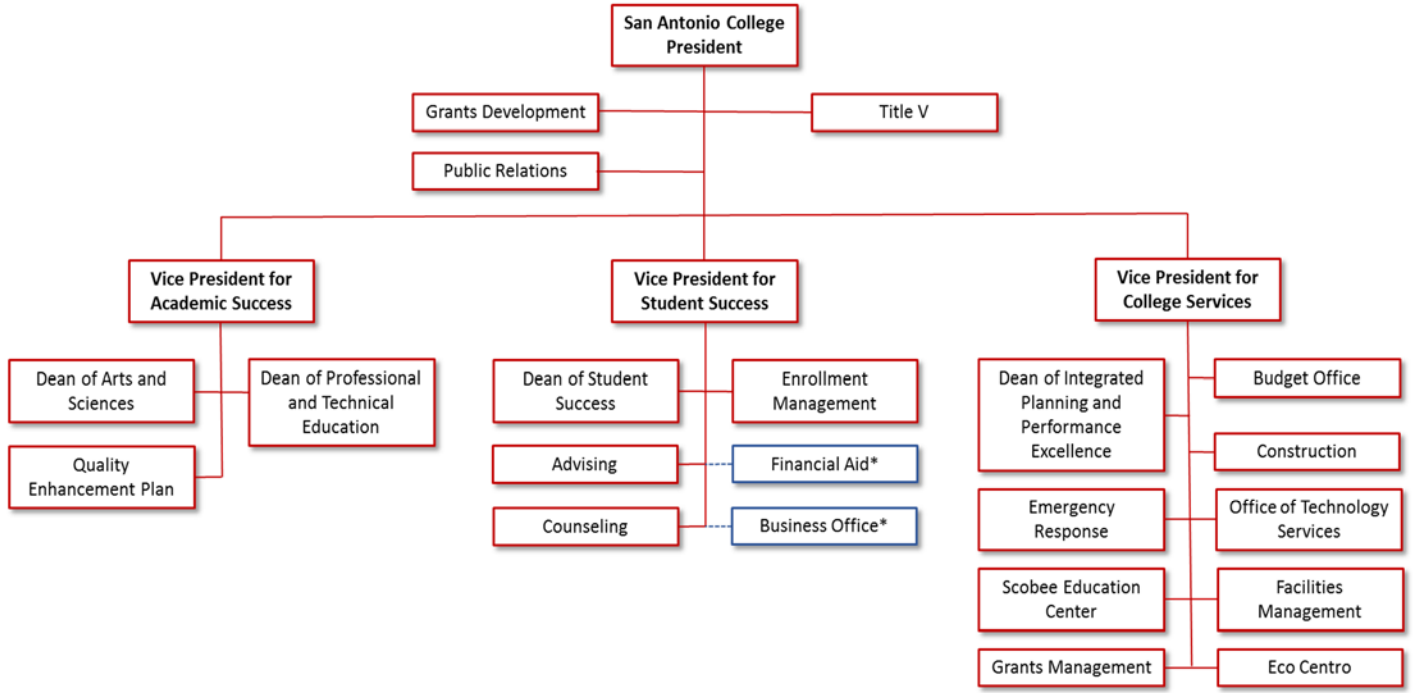 San Antonio College
President
Grants Development
Title V
Public Relations
Vice President for
Academic Success
Vice President for
Student Success
Vice President for
College Services
Dean of Arts and
Sciences
Dean of Professional
and Technical
Education
Quality
Enhancement Plan
Dean of Student
Success
Enrollment
Management
Advising
Financial Aid*
Counseling
Business Office*
Dean of Integrated
Planning and
Performance
Excellence
Budget Office
Construction
Emergency
Response
Office of Technology
Services
Scobee Education
Center
Facilities
Management
Grants Management
Eco Centro